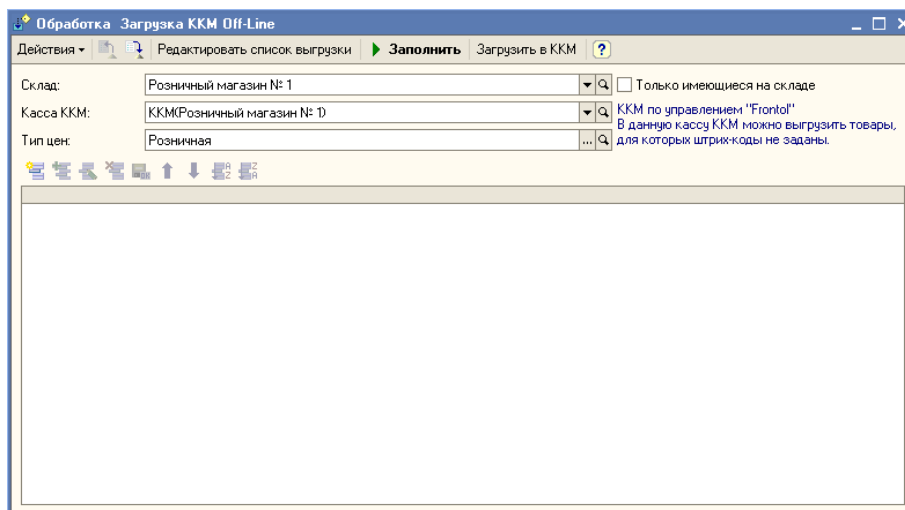 Обработка Загрузка ККМ Off-Line
Действия Редактировать список выгрузки Заполнить Загрузить в ККМ ?
Склад: Розничный магазин № 1 Только имеющиеся на складе
Касса ККМ: ККМ(Розничный магазин № 1) ККМ по управлением "Frontol"
В данную кассу ККМ можно выгрузить товары,
Тип цен: Розничная ... для которых штрих-коды не заданы.